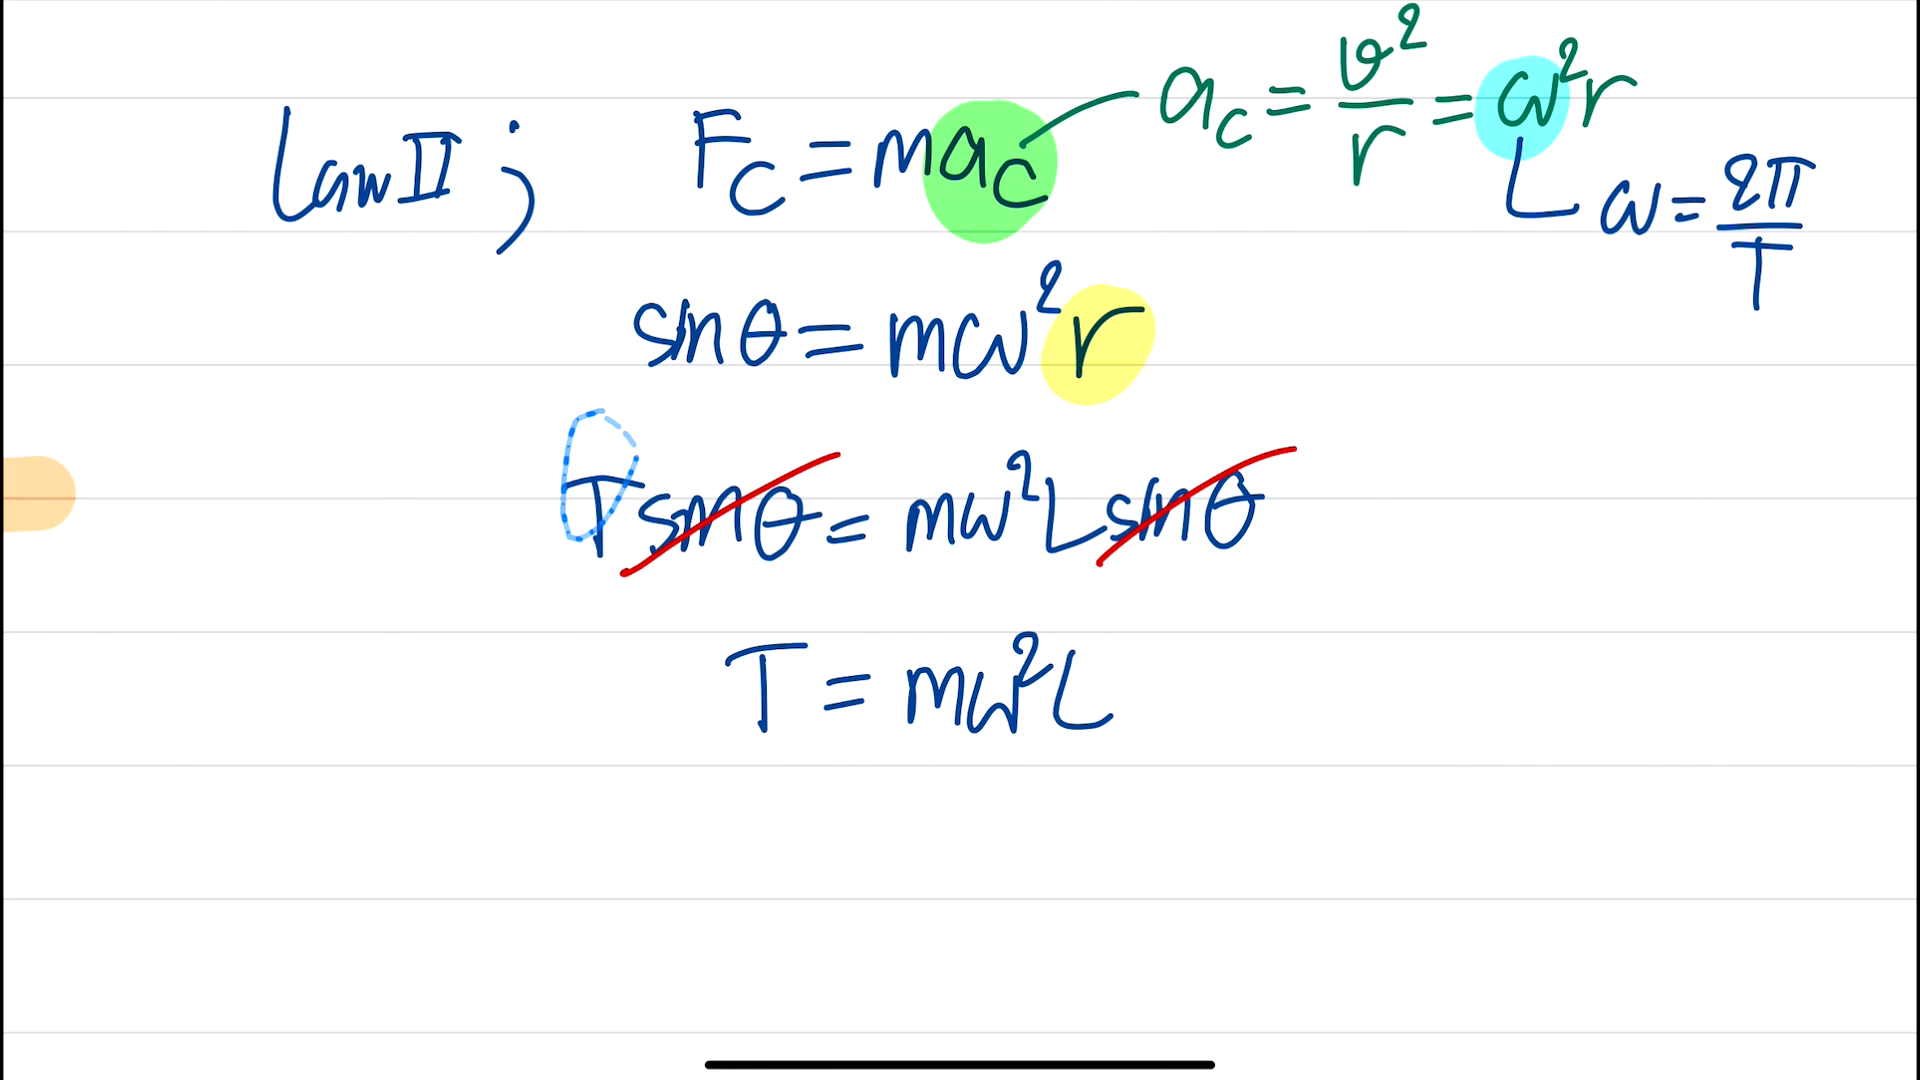 Law II ; F_C = ma_C
a_C = v²/r = ω²r
ω = 2π/T
sinθ = mω²r
Tsinθ = mω²Lsinθ
T = mω²L